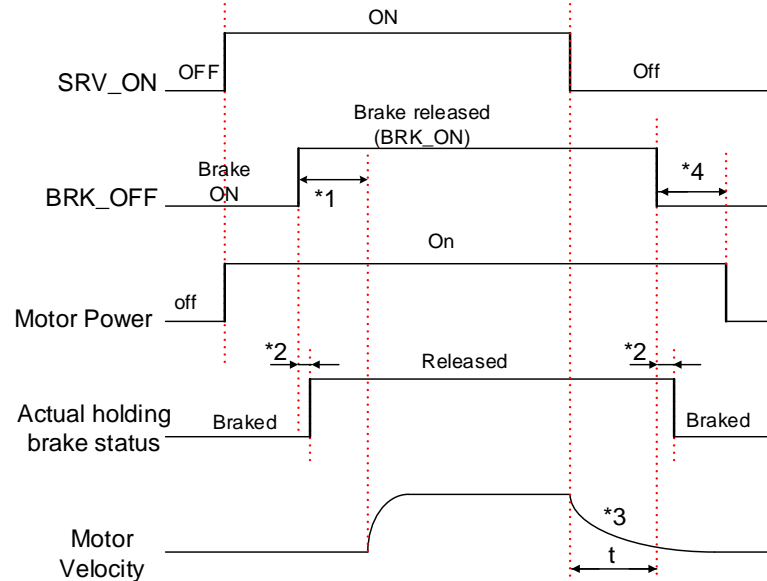 ON
OFF
Off
SRV_ON
Brake released
(BRK_ON)
Brake
ON
*1
*4
BRK_OFF
On
off
Motor Power
*2
*2
Released
Actual holding
brake status
Braked
Braked
*3
Motor
Velocity
t